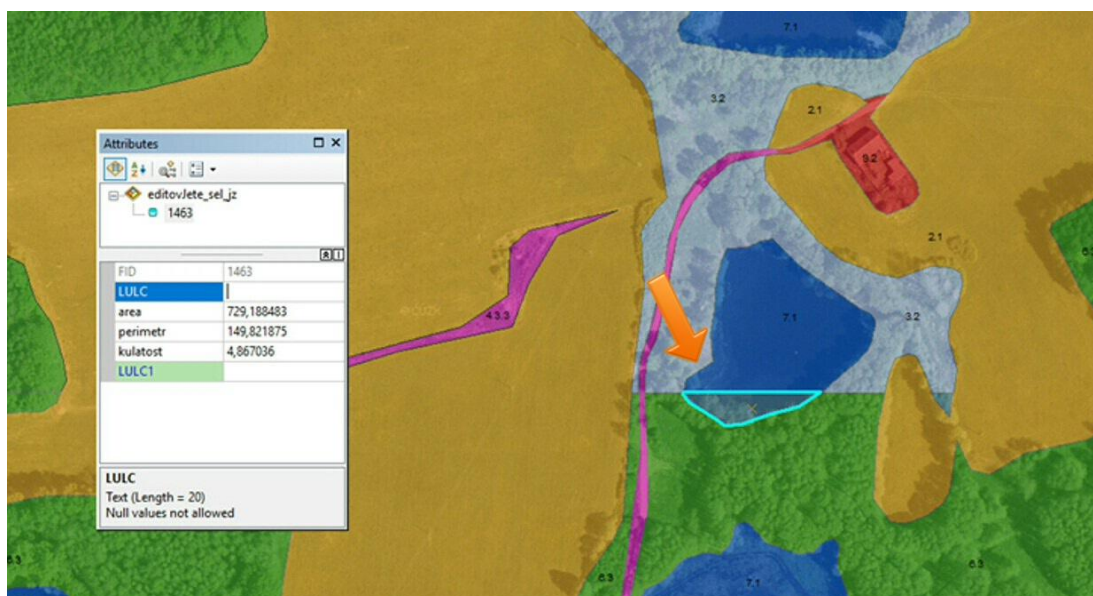 7.1
3.2
2.1
Attributes
9.2
editovJete_sel_jz
1463
2.1
FID 1463
6.3
LULC
area 729,188483
4.3.3
7.1
3.2
perimetr 149,821875
kulatost 4,867036
LULC1
LULC
Text (Length = 20)
Null values not allowed
6.3
6.3
6.3
7.1